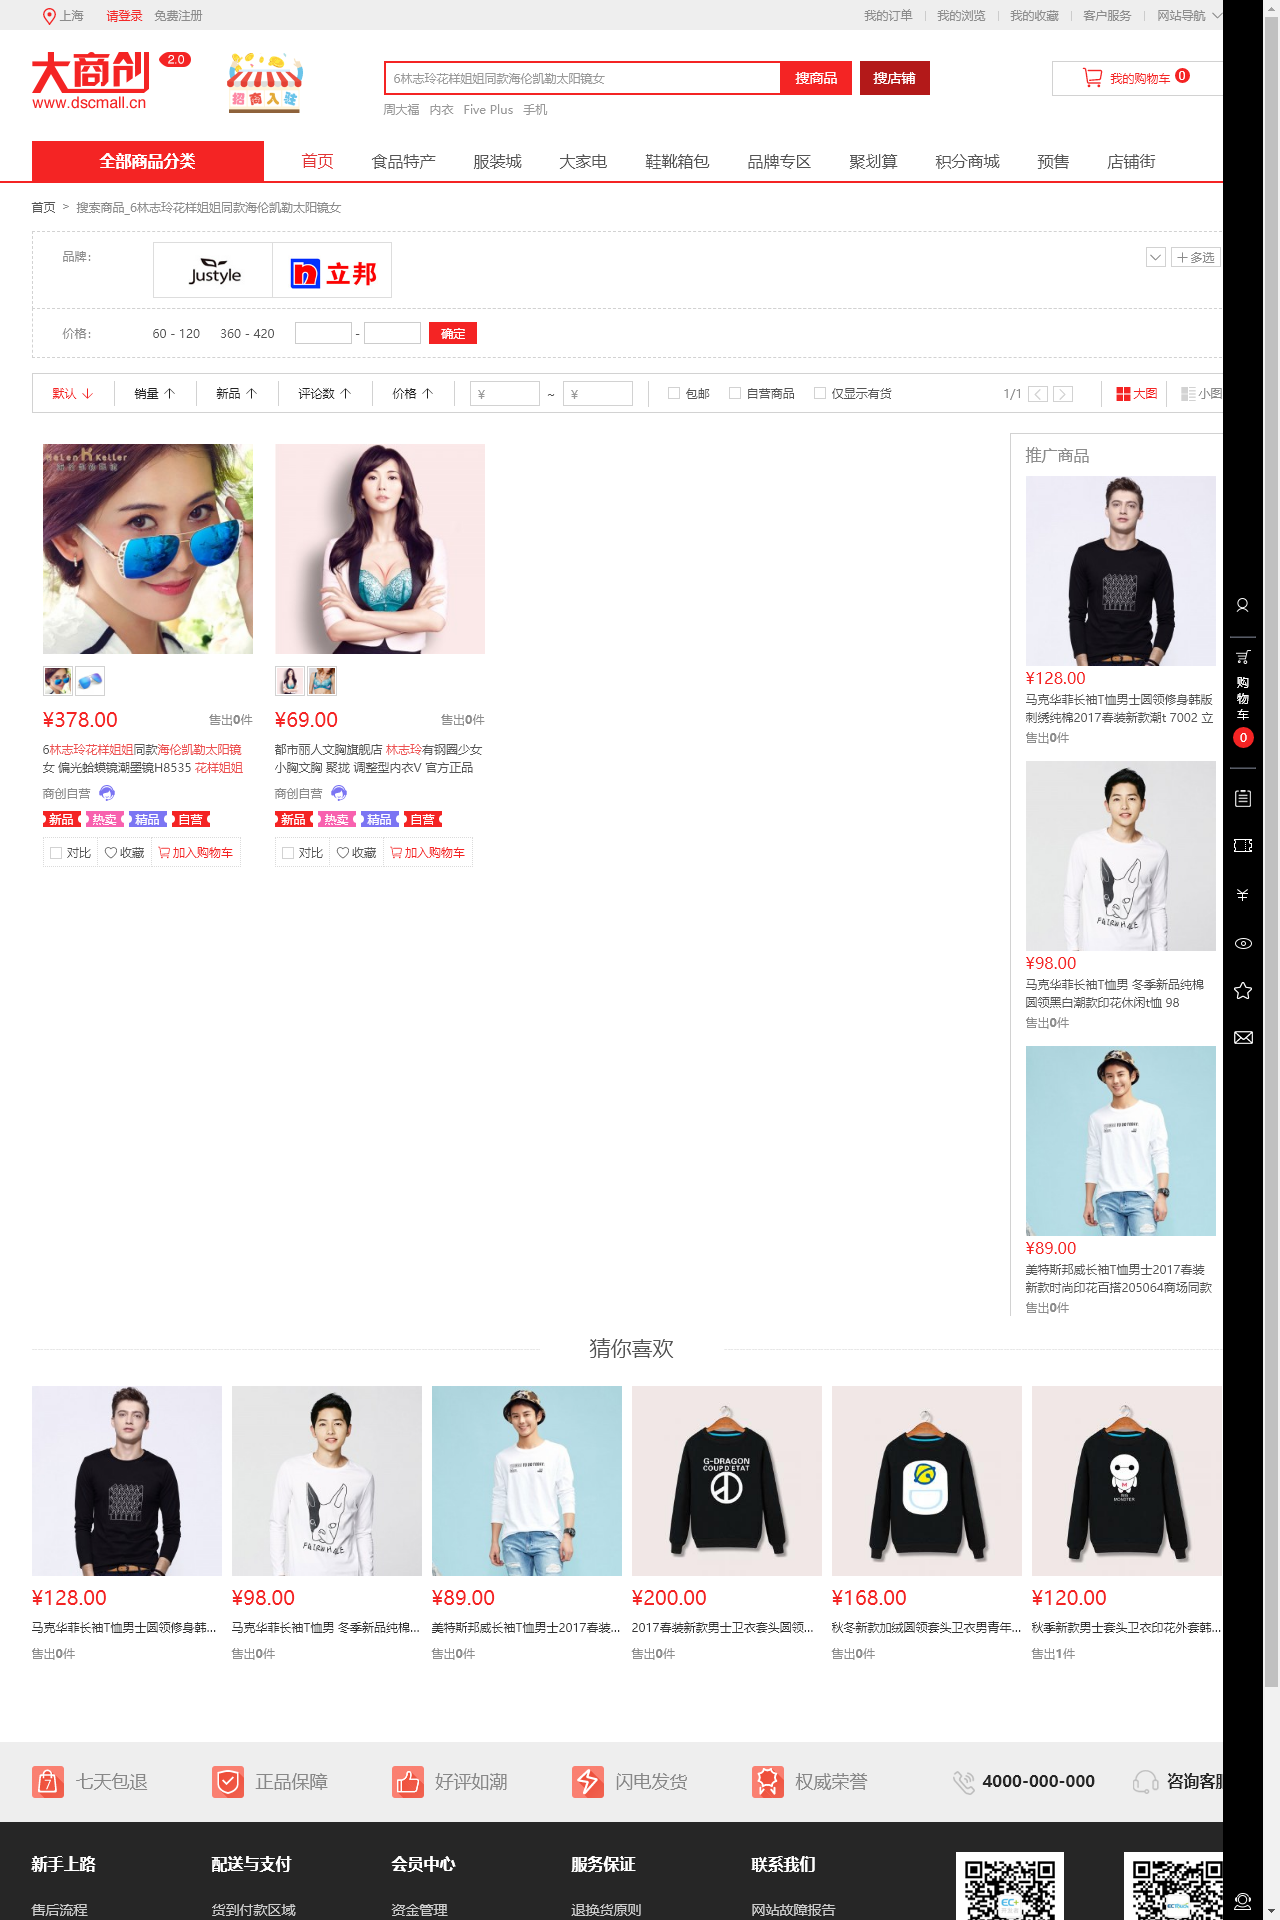 上海 请登录 免费注册 我的订单 我的浏览 我的收藏 客户服务 网站导航
大商创 2.0
www.dscmall.cn
招商入驻
6林志玲花样姐姐同款海伦凯勒太阳镜女 搜商品 搜店铺
我的购物车 0
周大福 内衣 Five Plus 手机
全部商品分类 首页 食品特产 服装城 大家电 鞋靴箱包 品牌专区 聚划算 积分商城 预售 店铺街
首页 > 搜索商品_6林志玲花样姐姐同款海伦凯勒太阳镜女
品牌: Justyle 立邦 多选
价格: 60 - 120 360 - 420 - 确定
默认 销量 新品 评论数 价格 ¥ ~ ¥ 包邮 自营商品 仅显示有货 1/1 大图 小图
Helen Keller
¥378.00 售出0件
6林志玲花样姐姐同款海伦凯勒太阳镜
女 偏光蛤蟆镜潮墨镜H8535 花样姐姐
商创自营
新品 热卖 精品 自营
对比 收藏 加入购物车
¥69.00 售出0件
都市丽人文胸旗舰店 林志玲有钢圈少女
小胸文胸 聚拢 调整型内衣V 官方正品
商创自营
新品 热卖 精品 自营
对比 收藏 加入购物车
推广商品
¥128.00
马克华菲长袖T恤男士圆领修身韩版
刺绣纯棉2017春装新款潮t 7002 立
售出0件
¥98.00
马克华菲长袖T恤男 冬季新品纯棉
圆领黑白潮款印花休闲t恤 98
售出0件
¥89.00
美特斯邦威长袖T恤男士2017春装
新款时尚印花百搭205064商场同款
售出0件
购
物
车
0
猜你喜欢
G-DRAGON
COUP D'ETAT
MONSTER
¥128.00 ¥98.00 ¥89.00 ¥200.00 ¥168.00 ¥120.00
马克华菲长袖T恤男士圆领修身韩... 马克华菲长袖T恤男 冬季新品纯棉... 美特斯邦威长袖T恤男士2017春装... 2017春装新款男士卫衣套头圆领... 秋冬新款加绒圆领套头卫衣男青年... 秋季新款男士套头卫衣印花外套韩...
售出0件 售出0件 售出0件 售出0件 售出0件 售出1件
七天包退 正品保障 好评如潮 闪电发货 权威荣誉 4000-000-000 咨询客服
新手上路 配送与支付 会员中心 服务保证 联系我们
售后流程 货到付款区域 资金管理 退换货原则 网站故障报告